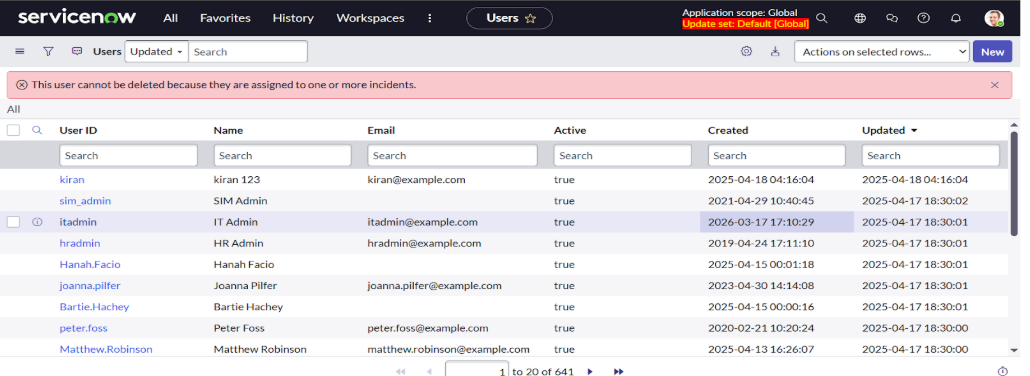 servicenow All Favorites History Workspaces Users Application scope: Global
Update set: Default [Global]
Users Updated Search Actions on selected rows... New
This user cannot be deleted because they are assigned to one or more incidents.
All
User ID Name Email Active Created Updated
Search Search Search Search Search Search
kiran kiran 123 kiran@example.com true 2025-04-18 04:16:04 2025-04-18 04:16:04
sim_admin SIM Admin true 2021-04-29 10:40:45 2025-04-17 18:30:02
itadmin IT Admin itadmin@example.com true 2026-03-17 17:10:29 2025-04-17 18:30:01
hradmin HR Admin hradmin@example.com true 2019-04-24 17:11:10 2025-04-17 18:30:01
Hanah.Facio Hanah Facio true 2025-04-15 00:01:18 2025-04-17 18:30:01
joanna.pilfer Joanna Pilfer joanna.pilfer@example.com true 2023-04-30 14:14:08 2025-04-17 18:30:01
Bartie.Hachey Bartie Hachey true 2025-04-15 00:00:16 2025-04-17 18:30:01
peter.foss Peter Foss peter.foss@example.com true 2020-02-21 10:20:24 2025-04-17 18:30:00
Matthew.Robinson Matthew Robinson matthew.robinson@example.com true 2025-04-13 16:26:07 2025-04-17 18:30:00
1 to 20 of 641